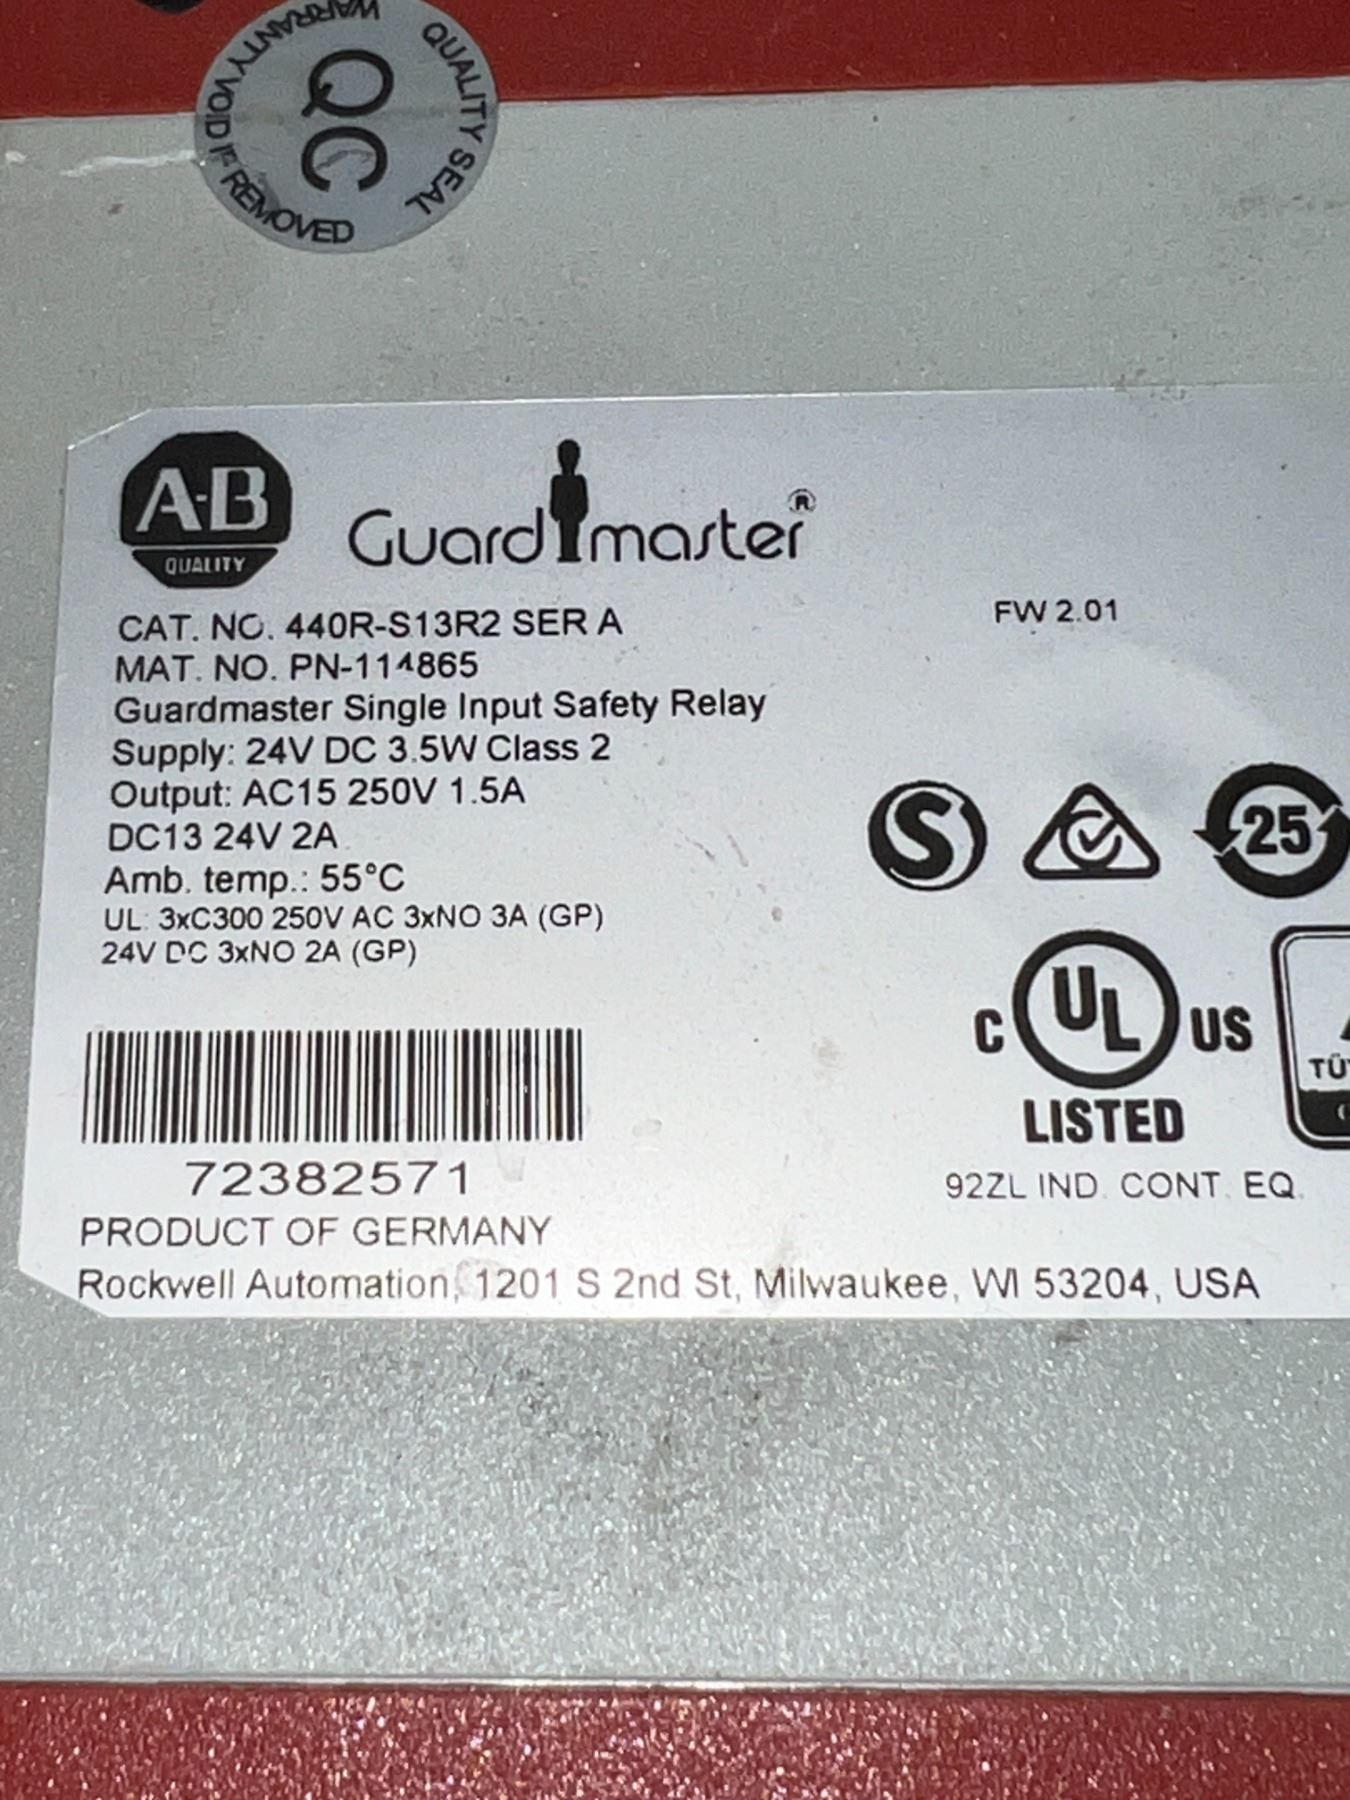 WARRANTY VOID IF REMOVED
QUALITY SEAL
QC
A-B
QUALITY
Guardmaster®
CAT. NO. 440R-S13R2 SER A
FW 2.01
MAT. NO. PN-114865
Guardmaster Single Input Safety Relay
Supply: 24V DC 3.5W Class 2
Output: AC15 250V 1.5A
DC13 24V 2A
Amb. temp.: 55°C
UL: 3xC300 250V AC 3xNO 3A (GP)
24V DC 3xNO 2A (GP)
S
25
C UL US
LISTED
TÜ
92ZL IND. CONT. EQ.
72382571
PRODUCT OF GERMANY
Rockwell Automation, 1201 S 2nd St, Milwaukee, WI 53204, USA